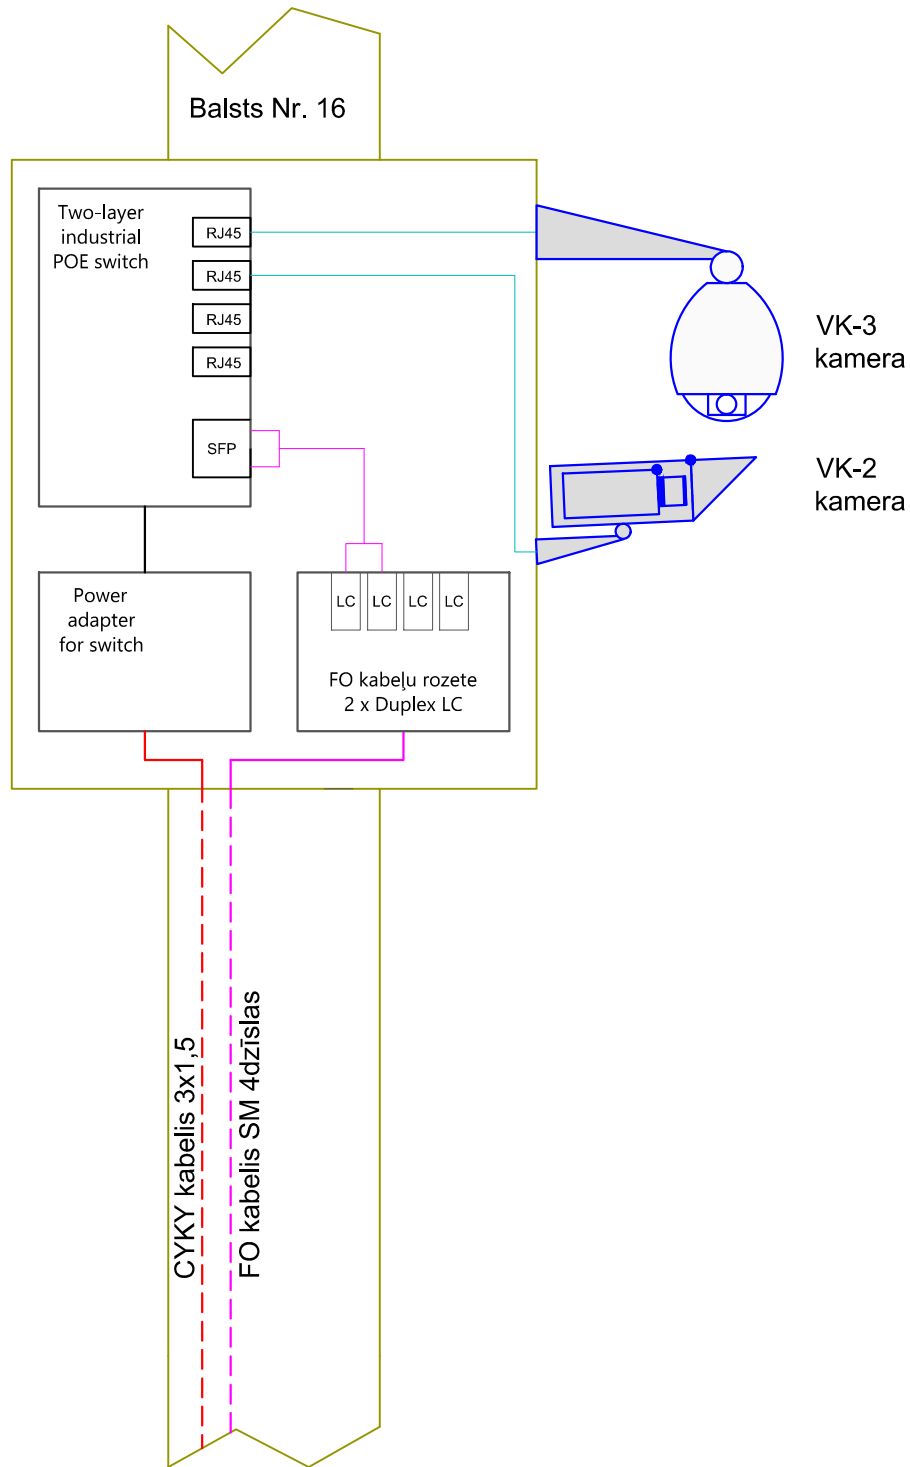 Balsts Nr. 16
Two-layer
industrial
POE switch
RJ45
RJ45
RJ45
RJ45
SFP
VK-3
kamera
VK-2
kamera
Power
adapter
for switch
LC
LC
LC
LC
FO kabeļu rozete
2 x Duplex LC
CYKY kabelis 3x1,5
FO kabelis SM 4dzīslas